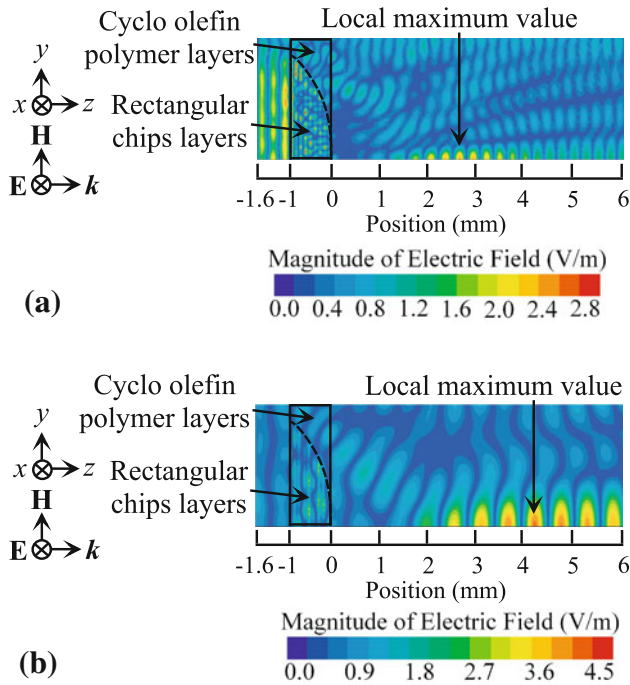 Cyclo olefin
polymer layers
Local maximum value
Rectangular
chips layers
y
x z
H
E k
-1.6 -1 0 1 2 3 4 5 6
Position (mm)
Magnitude of Electric Field (V/m)
0.0 0.4 0.8 1.2 1.6 2.0 2.4 2.8
(a)
Cyclo olefin
polymer layers
Local maximum value
Rectangular
chips layers
y
x z
H
E k
-1.6 -1 0 1 2 3 4 5 6
Position (mm)
Magnitude of Electric Field (V/m)
0.0 0.9 1.8 2.7 3.6 4.5
(b)